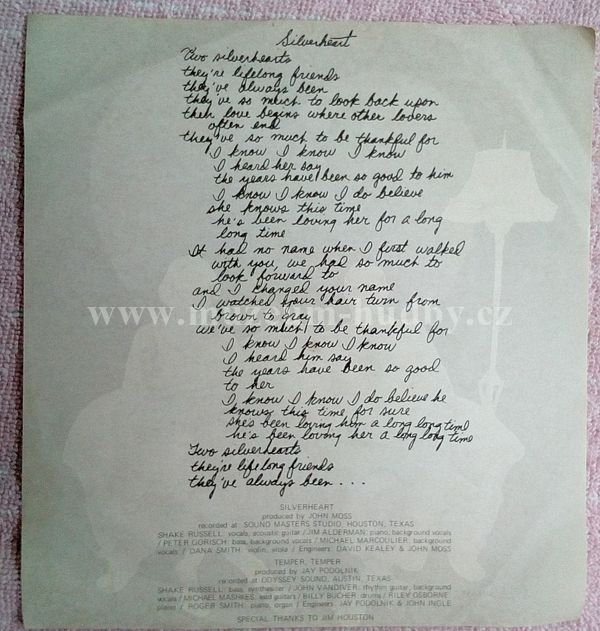 Silverheart
Two silverhearts
they're lifelong friends
they've always been
they've so much to look back upon
their love begins where other lovers
often end
they've so much to be thankful for
I know I know I know
I heard her say
the years have been so good to him
I know I know I do believe
she knows this time
he's been loving her for a long
long time
It had no name when I first walked
with you, we had so much to
look forward to
and I changed your name
I watched your hair turn from
brown to gray
we've so much to be thankful for
I know I know I know
I heard him say
the years have been so good
to her
I know I know I do believe he
knows this time for sure
she's been loving him a long long time
he's been loving her a long long time
Two silverhearts
they're lifelong friends
they've always been . . .
SILVERHEART
produced by JOHN MOSS
recorded at SOUND MASTERS STUDIO, HOUSTON, TEXAS
SHAKE RUSSELL: vocals, acoustic guitar / JIM ALDERMAN: piano, background vocals
/ PETER GORISCH: bass, background vocals / MICHAEL MARCOULIER: background
vocals / DANA SMITH: violin, viola / Engineers: DAVID KEALEY & JOHN MOSS
TEMPER, TEMPER
produced by JAY PODOLNIK
recorded at ODYSSEY SOUND, AUSTIN, TEXAS
SHAKE RUSSELL: vocals / JOHN synthesizer / JOHN rhythm guitar, background
vocals / MICHAEL guitars / BILLY BUCHER: drums / RILEY OSBORNE
piano / ROGER SMITH: piano, organ / Engineers: JAY PODOLNIK & JOHN INGLE
SPECIAL THANKS TO JIM HOUSTON